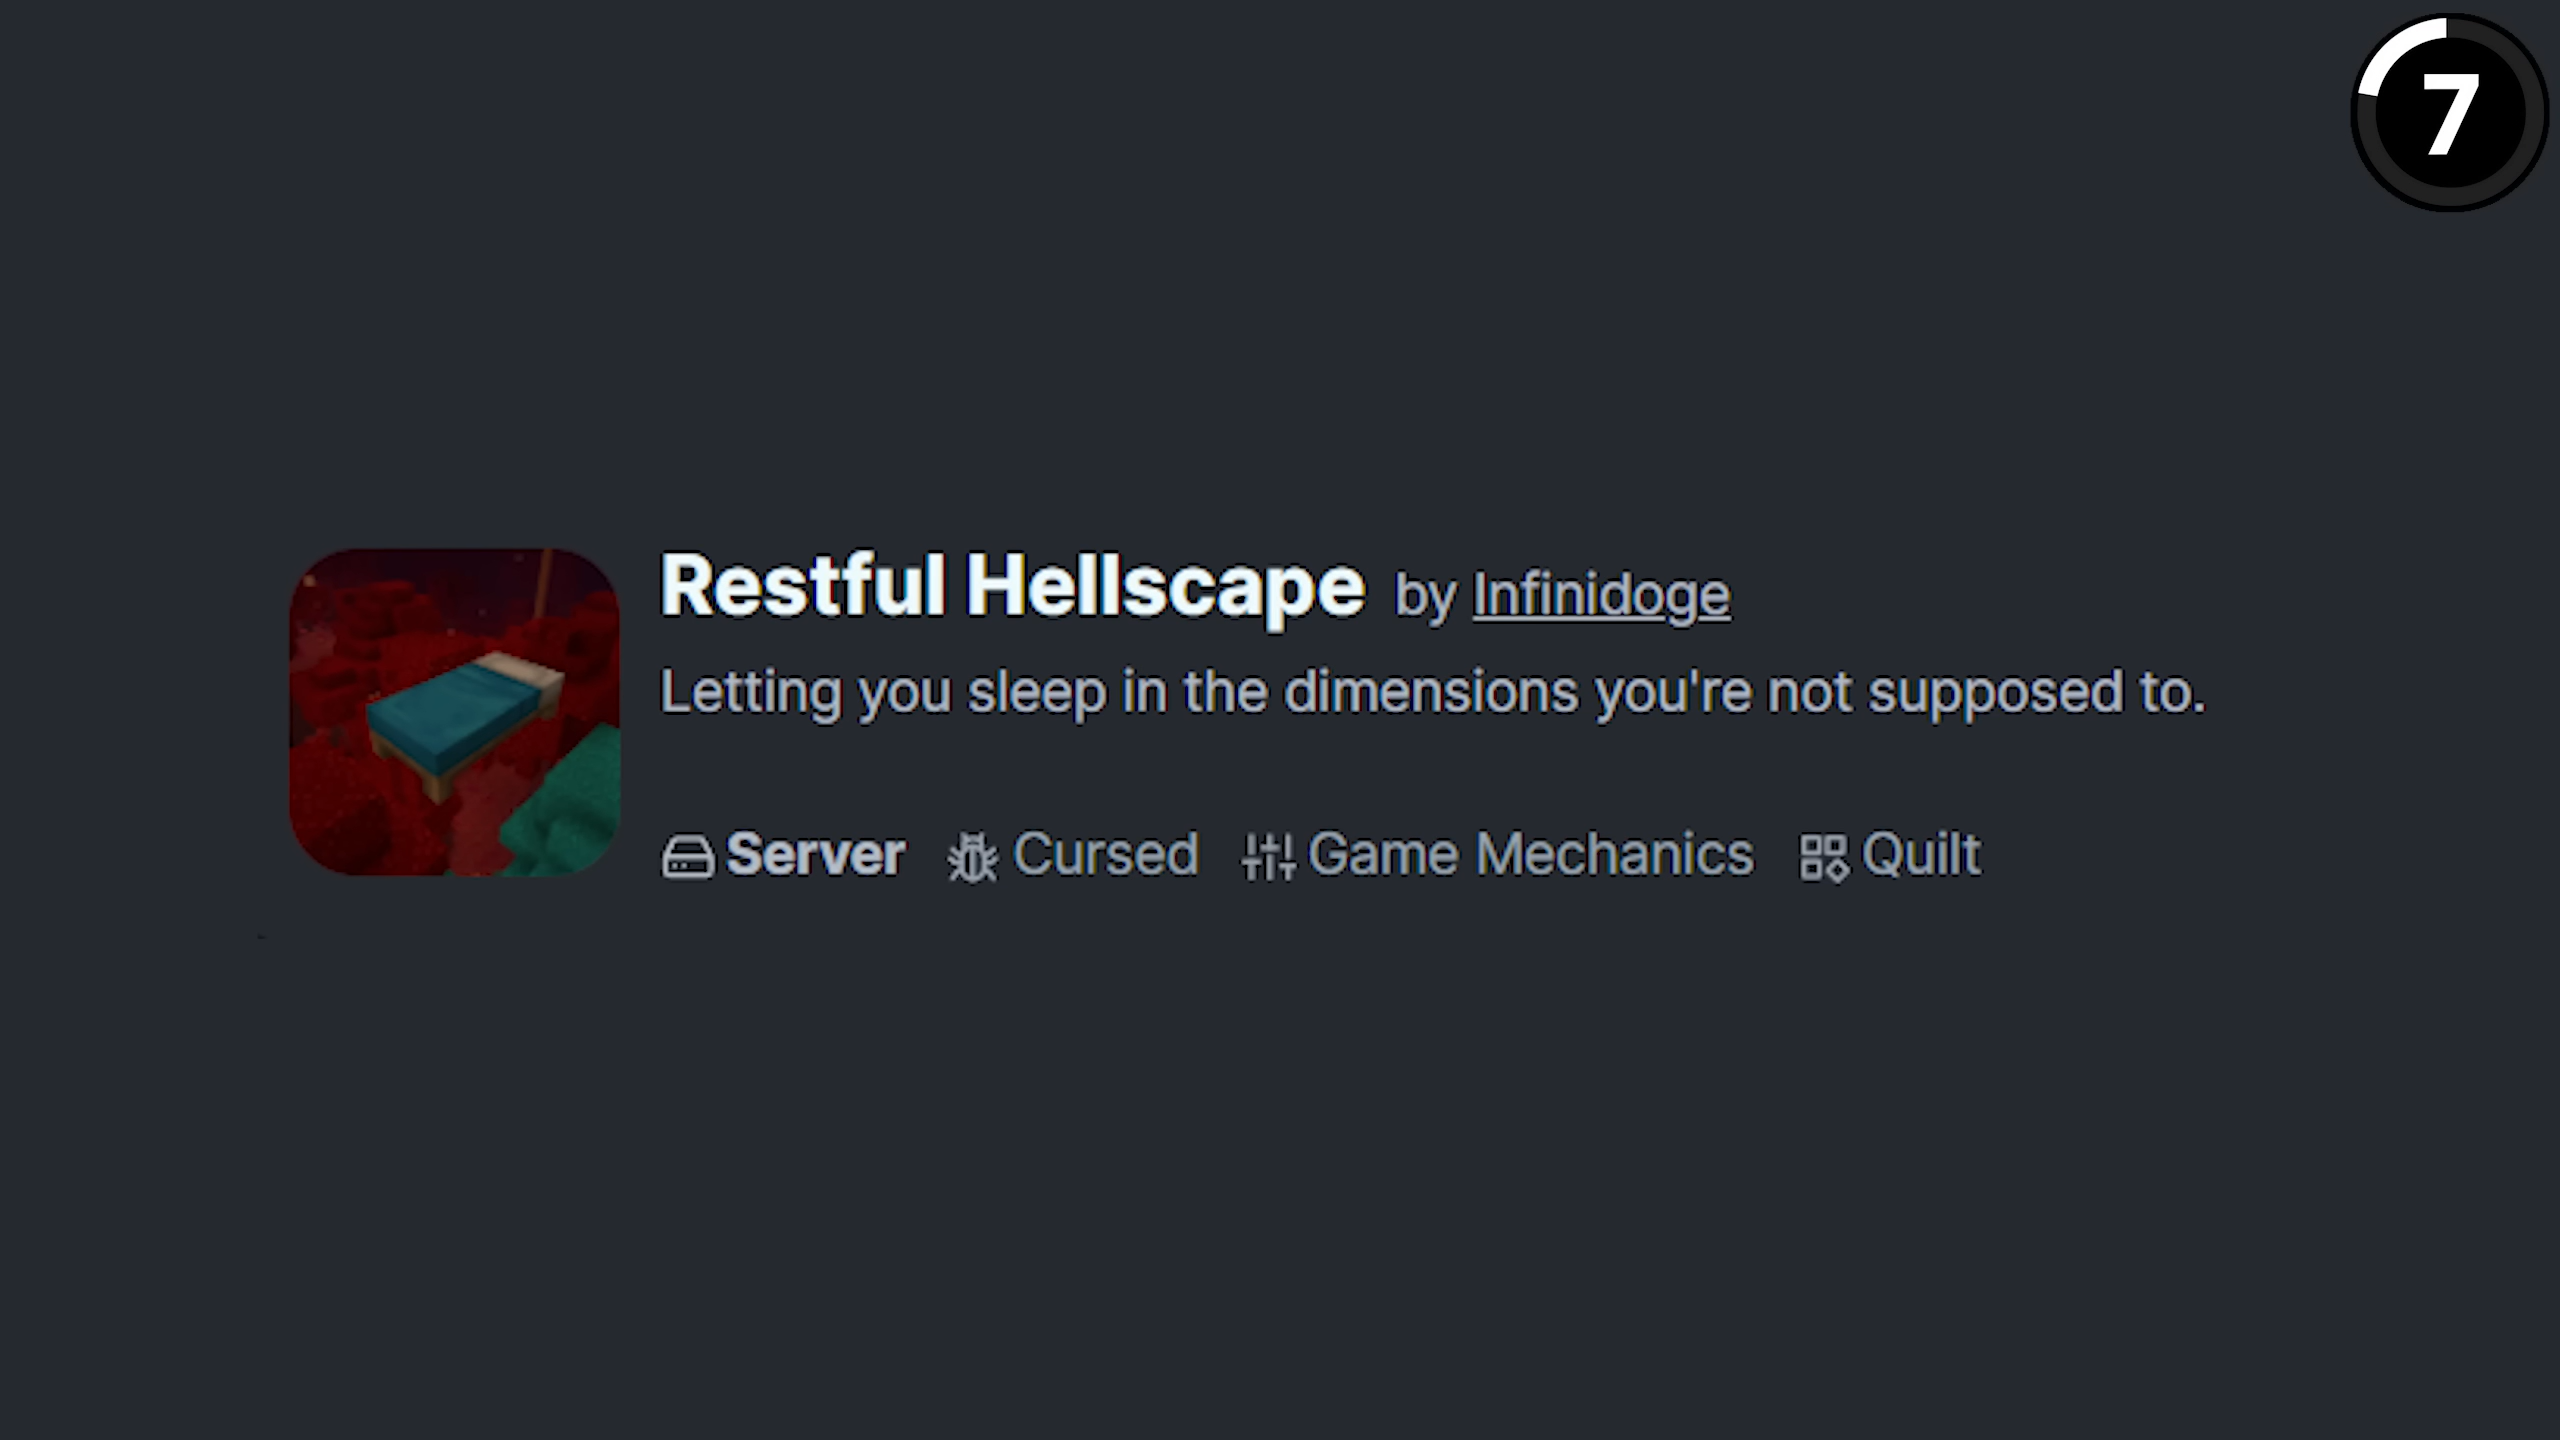 7
Restful Hellscape by Infinidoge
Letting you sleep in the dimensions you're not supposed to.
Server Cursed Game Mechanics Quilt